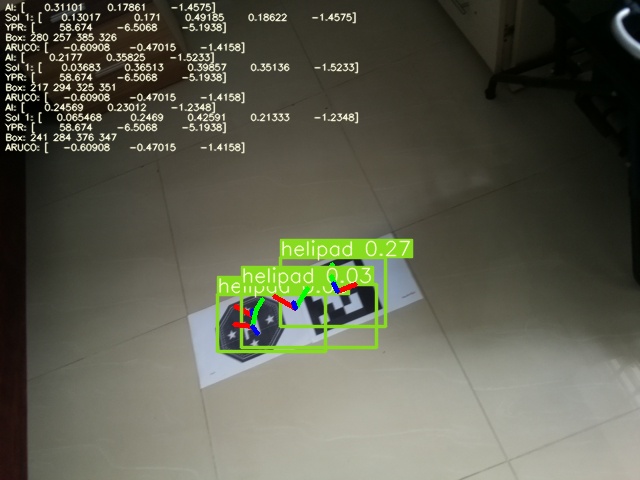 AI: [ 0.31101 0.17861 -1.4575]
Sol 1: [ 0.13017 0.171 0.49185 0.18622 -1.4575]
YPR: [ 58.674 -6.5068 -5.1938]
Box: 280 257 385 326
ARUCO: [ -0.60908 -0.47015 -1.4158]
AI: [ 0.2177 0.35825 -1.5233]
Sol 1: [ 0.03683 0.36513 0.39857 0.35136 -1.5233]
YPR: [ 58.674 -6.5068 -5.1938]
Box: 217 294 325 351
ARUCO: [ -0.60908 -0.47015 -1.4158]
AI: [ 0.24569 0.23012 -1.2348]
Sol 1: [ 0.065468 0.2469 0.42591 0.21333 -1.2348]
YPR: [ 58.674 -6.5068 -5.1938]
Box: 241 284 376 347
ARUCO: [ -0.60908 -0.47015 -1.4158]
helipad 0.27
helipad 0.03